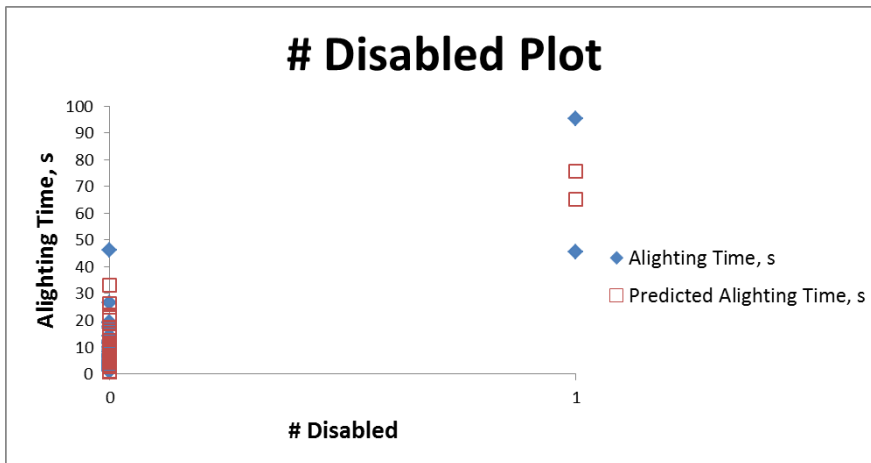 # Disabled Plot
Alighting Time, s
100
90
80
70
60
50
40
30
20
10
0
0
1
# Disabled
Alighting Time, s
Predicted Alighting Time, s